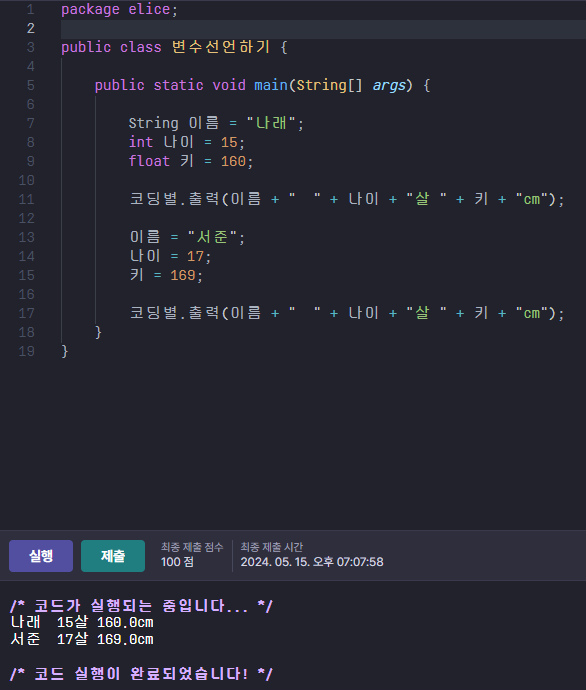 1 package elice;
2
3 public class 변수선언하기 {
4
5     public static void main(String[] args) {
6
7         String 이름 = "나래";
8         int 나이 = 15;
9         float 키 = 160;
10
11         코딩별.출력(이름 + "  " + 나이 + "살 " + 키 + "cm");
12
13         이름 = "서준";
14         나이 = 17;
15         키 = 169;
16
17         코딩별.출력(이름 + "  " + 나이 + "살 " + 키 + "cm");
18     }
19 }
실행 제출 최종 제출 점수 최종 제출 시간
100 점 2024. 05. 15. 오후 07:07:58
/* 코드가 실행되는 중입니다... */
나래  15살 160.0cm
서준  17살 169.0cm
/* 코드 실행이 완료되었습니다! */